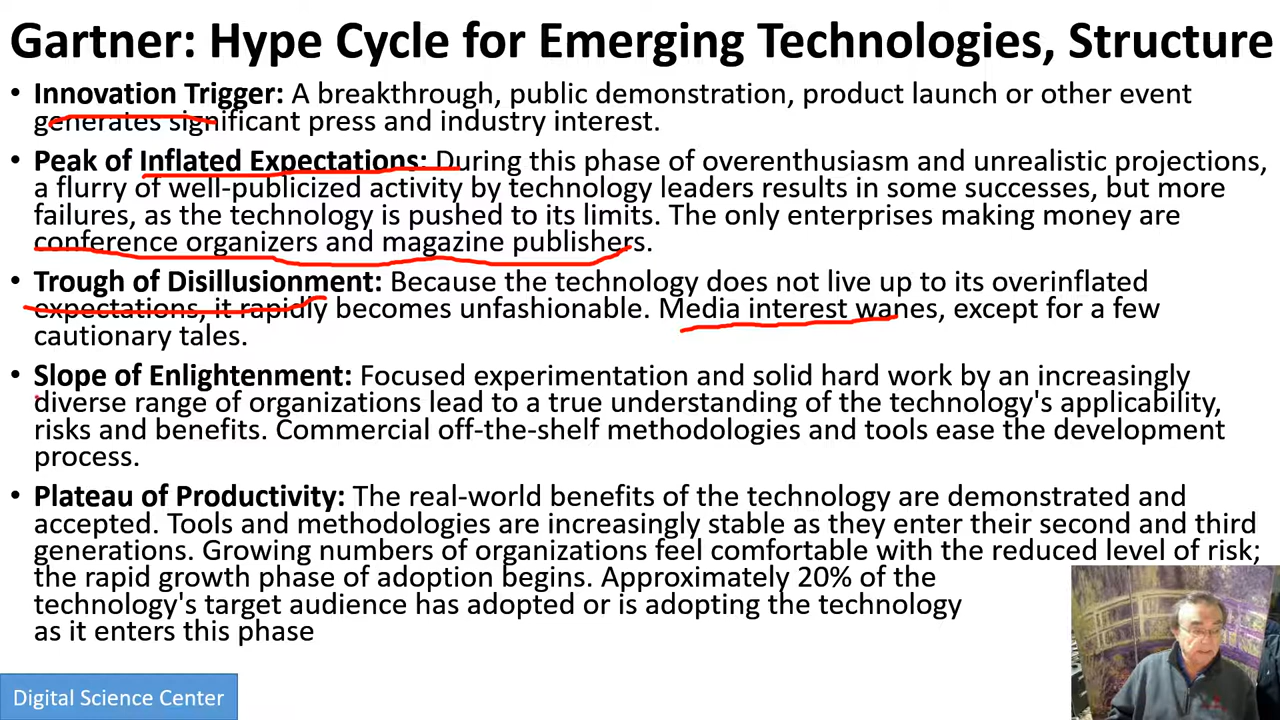 Gartner: Hype Cycle for Emerging Technologies, Structure
• Innovation Trigger: A breakthrough, public demonstration, product launch or other event
generates significant press and industry interest.
• Peak of Inflated Expectations: During this phase of overenthusiasm and unrealistic projections,
a flurry of well-publicized activity by technology leaders results in some successes, but more
failures, as the technology is pushed to its limits. The only enterprises making money are
conference organizers and magazine publishers.
• Trough of Disillusionment: Because the technology does not live up to its overinflated
expectations, it rapidly becomes unfashionable. Media interest wanes, except for a few
cautionary tales.
• Slope of Enlightenment: Focused experimentation and solid hard work by an increasingly
diverse range of organizations lead to a true understanding of the technology's applicability,
risks and benefits. Commercial off-the-shelf methodologies and tools ease the development
process.
• Plateau of Productivity: The real-world benefits of the technology are demonstrated and
accepted. Tools and methodologies are increasingly stable as they enter their second and third
generations. Growing numbers of organizations feel comfortable with the reduced level of risk;
the rapid growth phase of adoption begins. Approximately 20% of the
technology's target audience has adopted or is adopting the technology
as it enters this phase
Digital Science Center